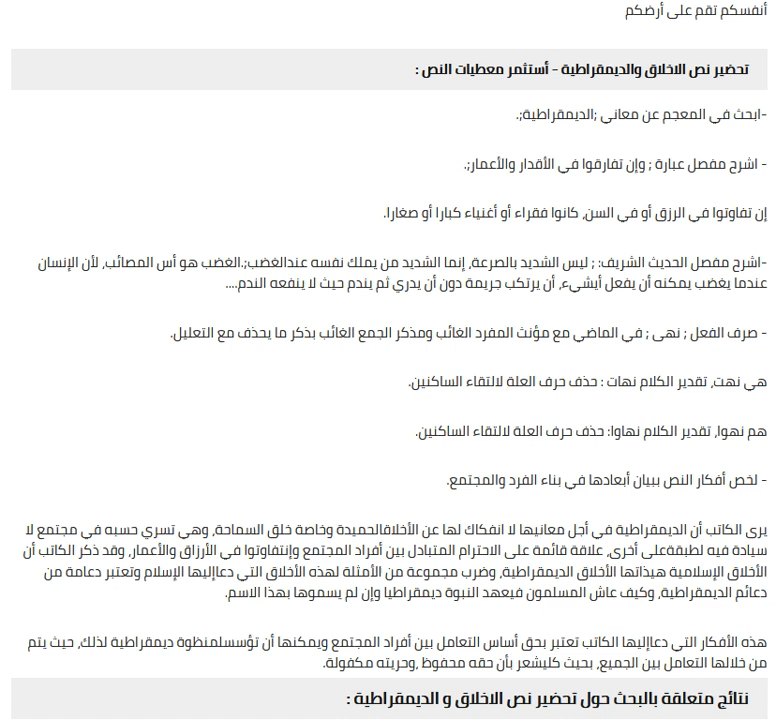 أنفسكم تقم على أرضكم
تحضير نص الاخلاق والديمقراطية – أستثمر معطيات النص :
-ابحث في المعجم عن معاني ;الديمقراطية;.
- اشرح مفصل عبارة ; وإن تفارقوا في الأقدار والأعمار;.
إن تفاوتوا في الرزق أو في السن، كانوا فقراء أو أغنياء كبارا أو صغارا.
-اشرح مفصل الحديث الشريف: ; ليس الشديد بالصرعة، إنما الشديد من يملك نفسه عندالغضب;.الغضب هو أس المصائب، لأن الإنسان
عندما يغضب يمكنه أن يفعل أيشيء، أن يرتكب جريمة دون أن يدري ثم يندم حيث لا ينفعه الندم....
- صرف الفعل ; نهى ; في الماضي مع مؤنث المفرد الغائب ومذكر الجمع الغائب بذكر ما يحذف مع التعليل.
هي نهت، تقدير الكلام نهات : حذف حرف العلة لالتقاء الساكنين.
هم نهوا، تقدير الكلام نهاوا: حذف حرف العلة لالتقاء الساكنين.
- لخص أفكار النص ببيان أبعادها في بناء الفرد والمجتمع.
يرى الكاتب أن الديمقراطية في أجل معانيها لا انفكاك لها عن الأخلاقالحميدة وخاصة خلق السماحة، وهي تسري حسبه في مجتمع لا
سيادة فيه لطبقةعلى أخرى، علاقة قائمة على الاحترام المتبادل بين أفراد المجتمع وإنتفاوتوا في الأرزاق والأعمار، وقد ذكر الكاتب أن
الأخلاق الإسلامية هيذاتها الأخلاق الديمقراطية، وضرب مجموعة من الأمثلة لهذه الأخلاق التي دعاإليها الإسلام وتعتبر دعامة من
دعائم الديمقراطية، وكيف عاش المسلمون فيعهد النبوة ديمقراطيا وإن لم يسموها بهذا الاسم.
هذه الأفكار التي دعاإليها الكاتب تعتبر بحق أساس التعامل بين أفراد المجتمع ويمكنها أن تؤسسلمنظوة ديمقراطية لذلك، حيث يتم
من خلالها التعامل بين الجميع، بحيث كليشعر بأن حقه محفوظ ،وحريته مكفولة.
نتائج متعلقة بالبحث حول تحضير نص الاخلاق و الديمقراطية :